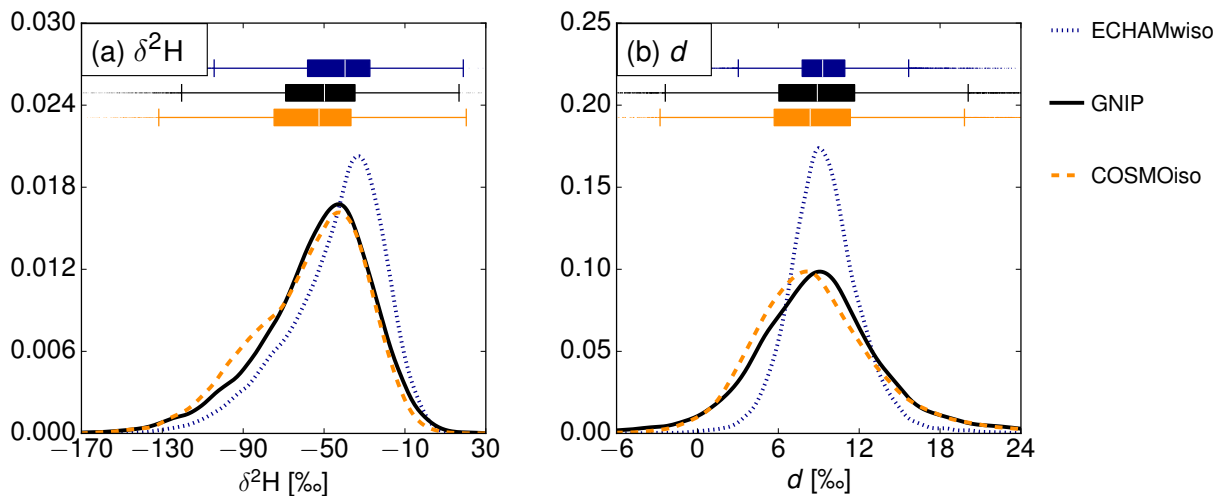 (a) δ²H
0.030
0.024
0.018
0.012
0.006
0.000
−170 −130 −90 −50 −10 30
δ²H [‰]
(b) d
0.25
0.20
0.15
0.10
0.05
0.00
−6 0 6 12 18 24
d [‰]
ECHAMwiso
GNIP
COSMOiso